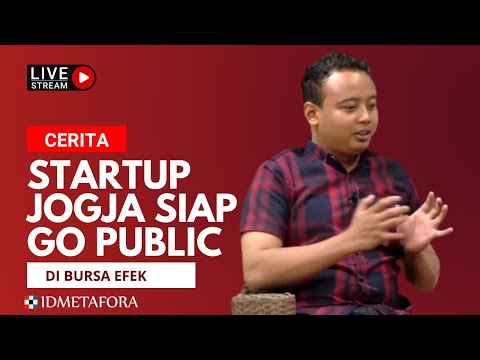 LIVE
STREAM
CERITA
STARTUP
JOGJA SIAP
GO PUBLIC
DI BURSA EFEK
IDMETAFORA